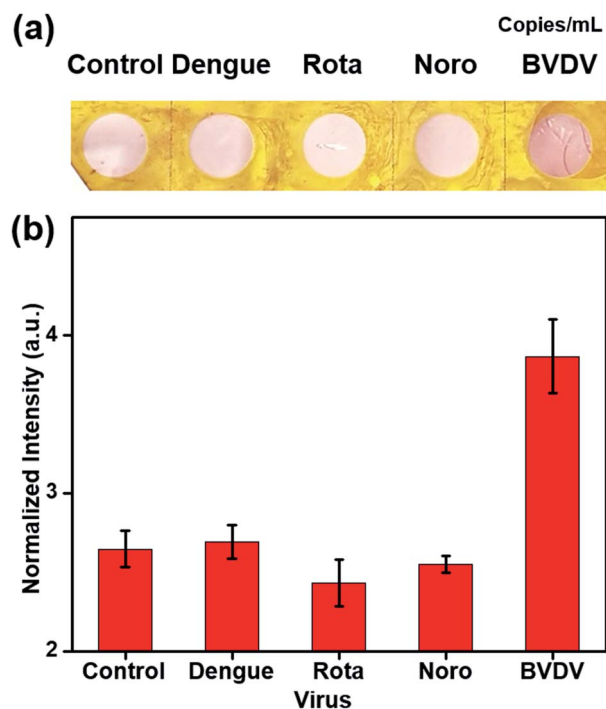 (a)
Copies/mL
Control Dengue Rota Noro BVDV
(b)
Normalized Intensity (a.u.)
4
3
2
Control Dengue Rota Noro BVDV
Virus